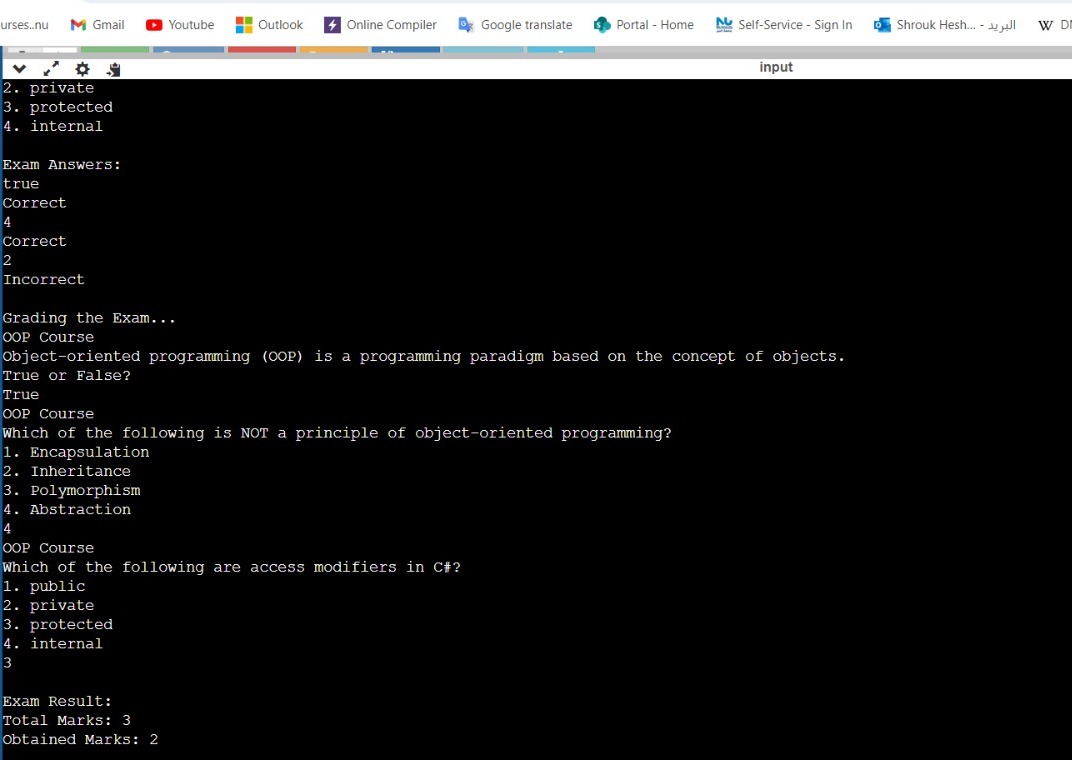 urses..nu Gmail Youtube Outlook Online Compiler Google translate Portal - Home Self-Service - Sign In Shrouk Hesh... - البريد
input
2. private
3. protected
4. internal
Exam Answers:
true
Correct
4
Correct
2
Incorrect
Grading the Exam...
OOP Course
Object-oriented programming (OOP) is a programming paradigm based on the concept of objects.
True or False?
True
OOP Course
Which of the following is NOT a principle of object-oriented programming?
1. Encapsulation
2. Inheritance
3. Polymorphism
4. Abstraction
4
OOP Course
Which of the following are access modifiers in C#?
1. public
2. private
3. protected
4. internal
3
Exam Result:
Total Marks: 3
Obtained Marks: 2